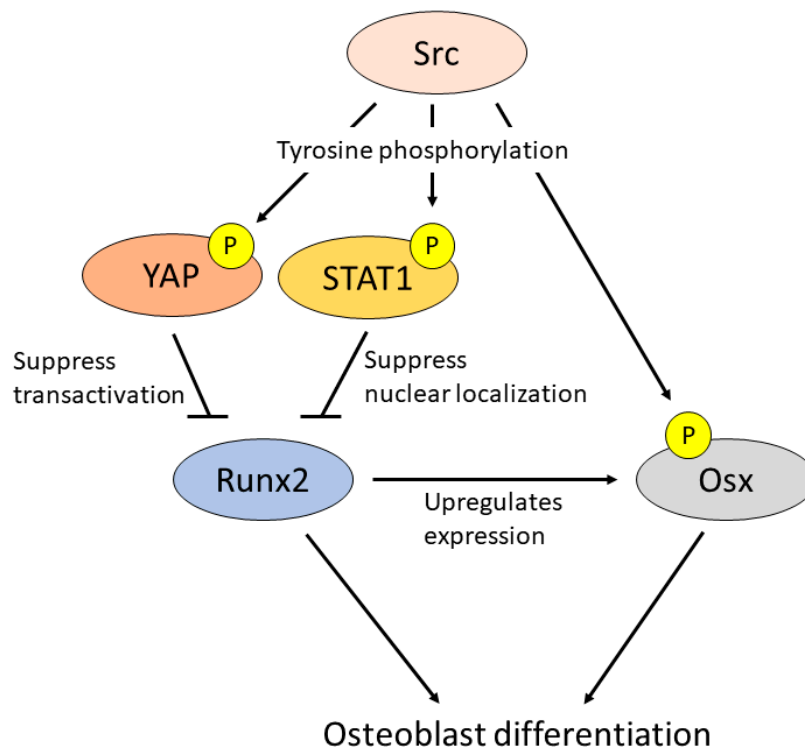 Src
Tyrosine phosphorylation
P
P
YAP
STAT1
Suppress
transactivation
Suppress
nuclear localization
P
Runx2
Osx
Upregulates
expression
Osteoblast differentiation